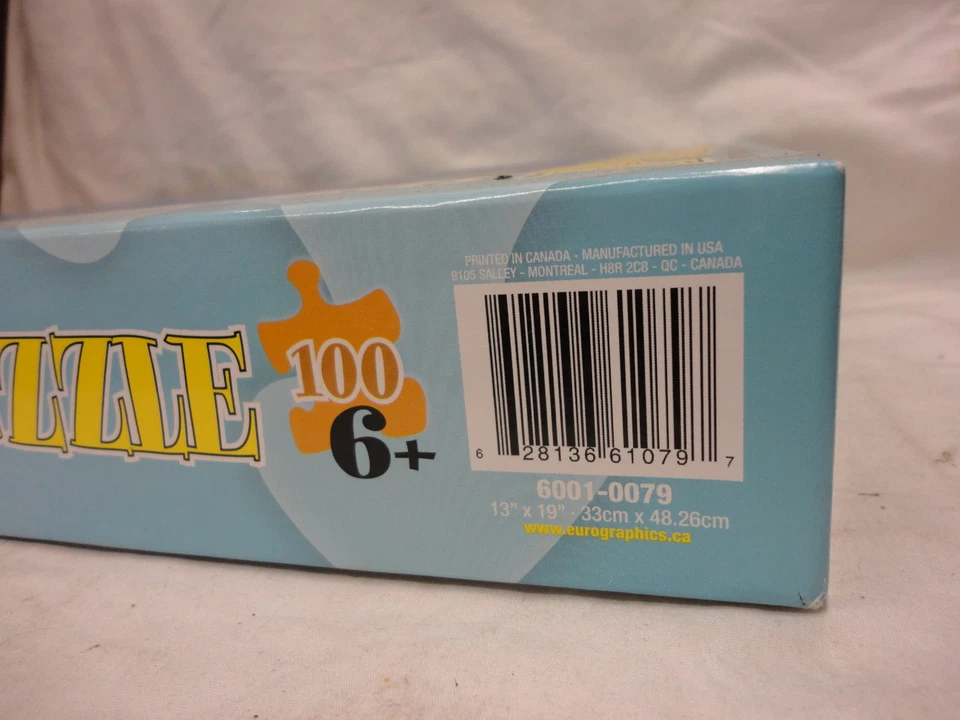 ZZLE
100
6+
PRINTED IN CANADA - MANUFACTURED IN USA
9105 SALLEY - MONTREAL - H8R 2C8 - QC - CANADA
6 28136 61079 7
6001-0079
13" x 19" · 33cm x 48.26cm
www.eurographics.ca